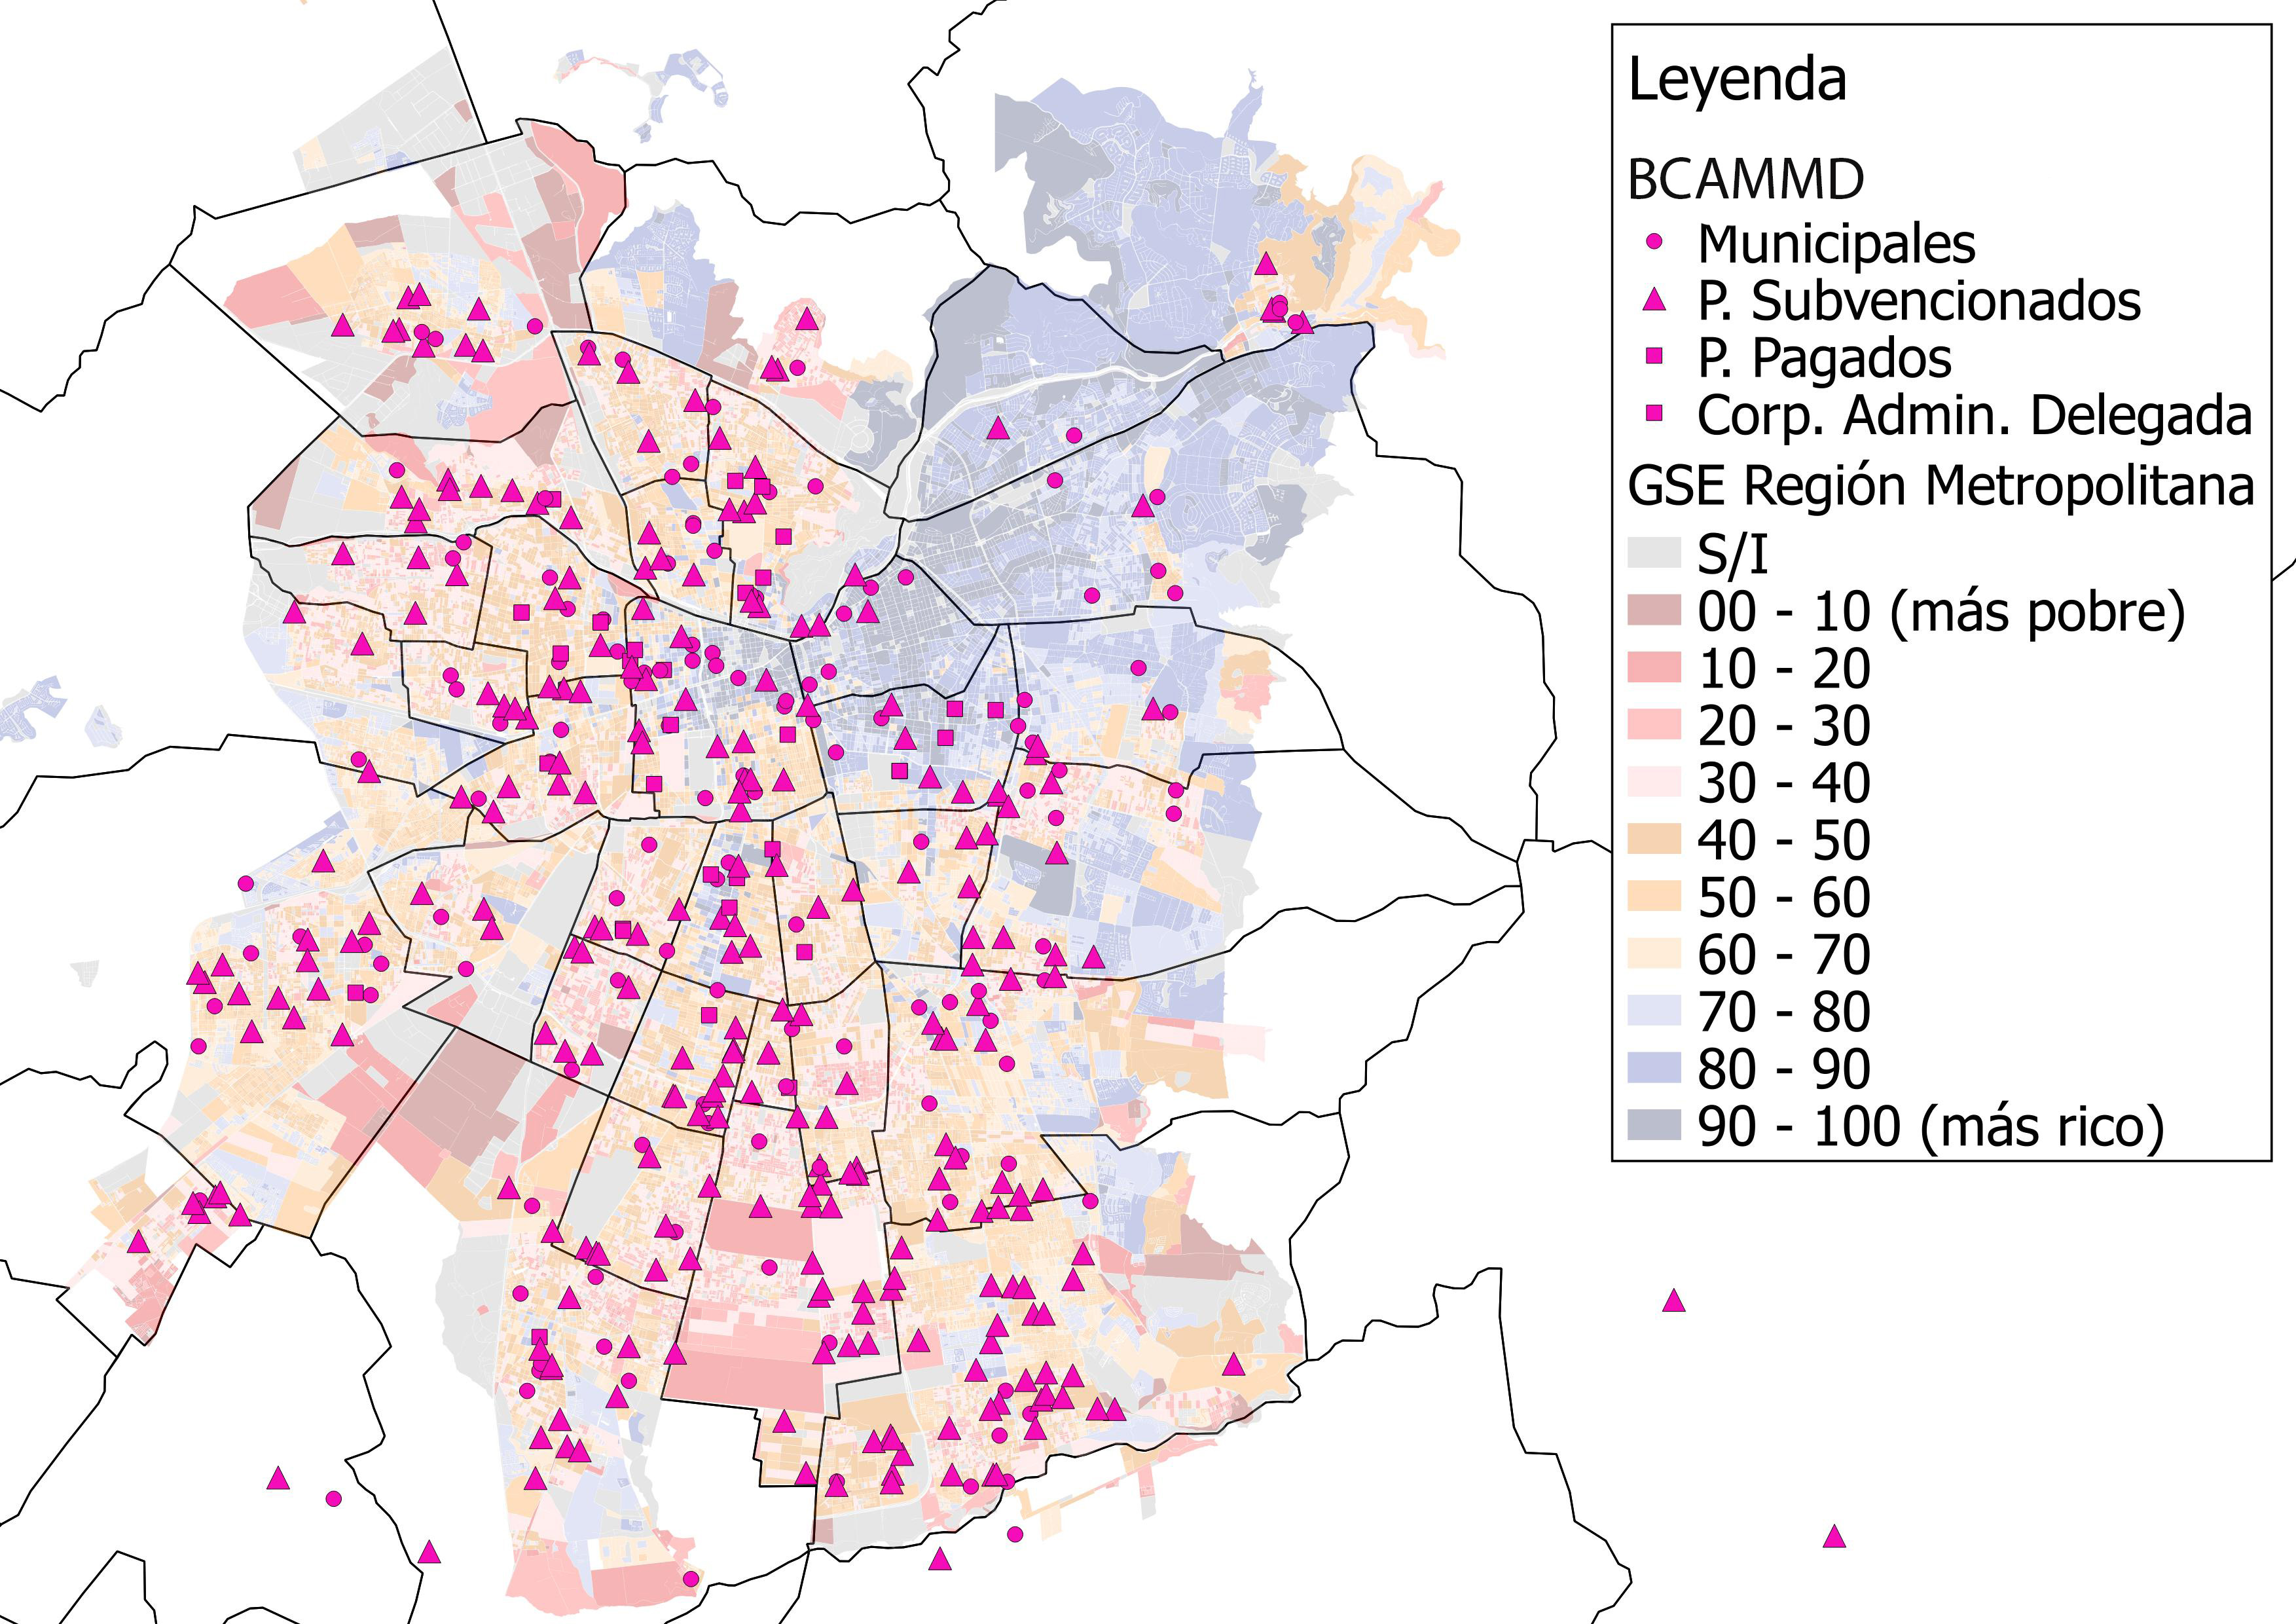 Leyenda
BCAMMD
Municipales
P. Subvencionados
P. Pagados
Corp. Admin. Delegada
GSE Región Metropolitana
S/I
00 - 10 (más pobre)
10 - 20
20 - 30
30 - 40
40 - 50
50 - 60
60 - 70
70 - 80
80 - 90
90 - 100 (más rico)